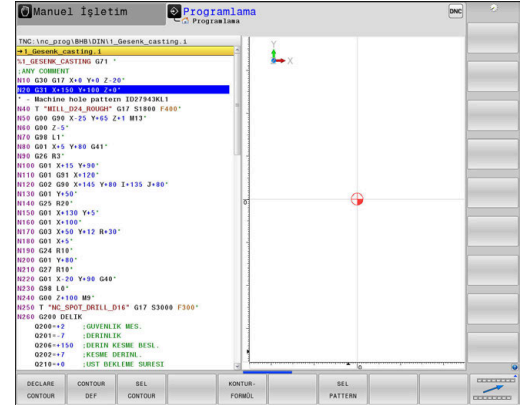 Manuel İşletim
Programlama
Programlama
DNC
TNC:\nc_prog\BHB\DIN\1_Gesenk_casting.i
→1_Gesenk_casting.i
%1_GESENK_CASTING G71 *
;ANY COMMENT
N10 G30 G17 X+0 Y+0 Z-20*
N20 G31 X+150 Y+100 Z+0*
* - Machine hole pattern ID27943KL1
N40 T "MILL_D24_ROUGH" G17 S1800 F400*
N50 G00 G90 X-25 Y+65 Z+1 M13*
N60 G00 Z-5*
N70 G98 L1*
N80 G01 X+5 Y+80 G41*
N90 G26 R3*
N100 G01 X+15 Y+90*
N110 G01 G91 X+120*
N120 G02 G90 X+145 Y+80 I+135 J+80*
N130 G01 Y+50*
N140 G25 R20*
N150 G01 X+130 Y+5*
N160 G01 X+100*
N170 G03 X+50 Y+12 R+30*
N180 G01 X+5*
N190 G24 R10*
N200 G01 Y+80*
N210 G27 R10*
N220 G01 X-20 Y+90 G40*
N230 G98 L0*
N240 G00 Z+100 M9*
N250 T "NC_SPOT_DRILL_D16" G17 S3000 F300*
N260 G200 DELIK
Q200=+2 ;GUVENLIK MES.
Q201=-7 ;DERINLIK
Q206=+150 ;DERIN KESME BESL.
Q202=+7 ;KESME DERINL.
Q210=+0 ;UST BEKLEME SURESI
Y
X
0
0
DECLARE CONTOUR
CONTOUR DEF
SEL CONTOUR
KONTUR- FORMÜL
SEL PATTERN